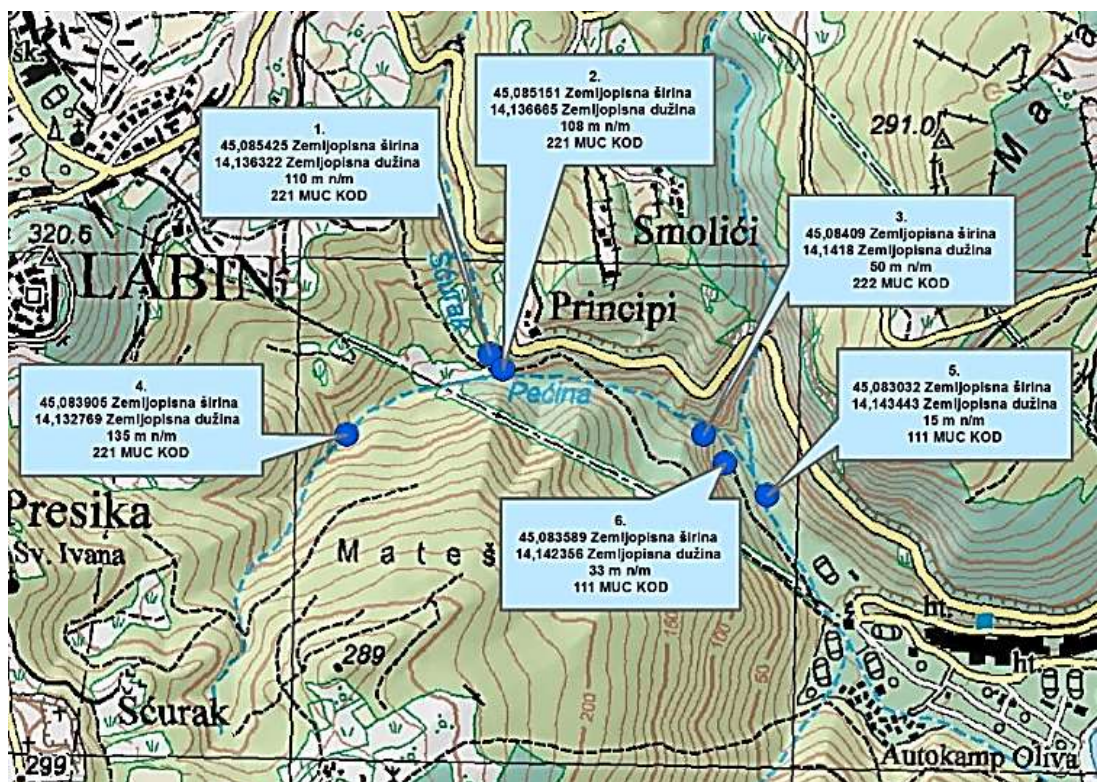 šk.
2.
45,085151 Zemljopisna širina
14,136665 Zemljopisna dužina
108 m n/m
221 MUC KOD
1.
45,085425 Zemljopisna širina
14,136322 Zemljopisna dužina
110 m n/m
221 MUC KOD
291.0
M a v a
3.
45,08409 Zemljopisna širina
14,1418 Zemljopisna dužina
50 m n/m
222 MUC KOD
320.6
LABIN
Smolići
Šćurak
Principi
Pećina
4.
45,083905 Zemljopisna širina
14,132769 Zemljopisna dužina
135 m n/m
221 MUC KOD
5.
45,083032 Zemljopisna širina
14,143443 Zemljopisna dužina
15 m n/m
111 MUC KOD
Presika
Sv. Ivana
M a t e š
6.
45,083589 Zemljopisna širina
14,142356 Zemljopisna dužina
33 m n/m
111 MUC KOD
150
100
50
200
289
ht.
ht.
Šćurak
299
Autokamp Oliva